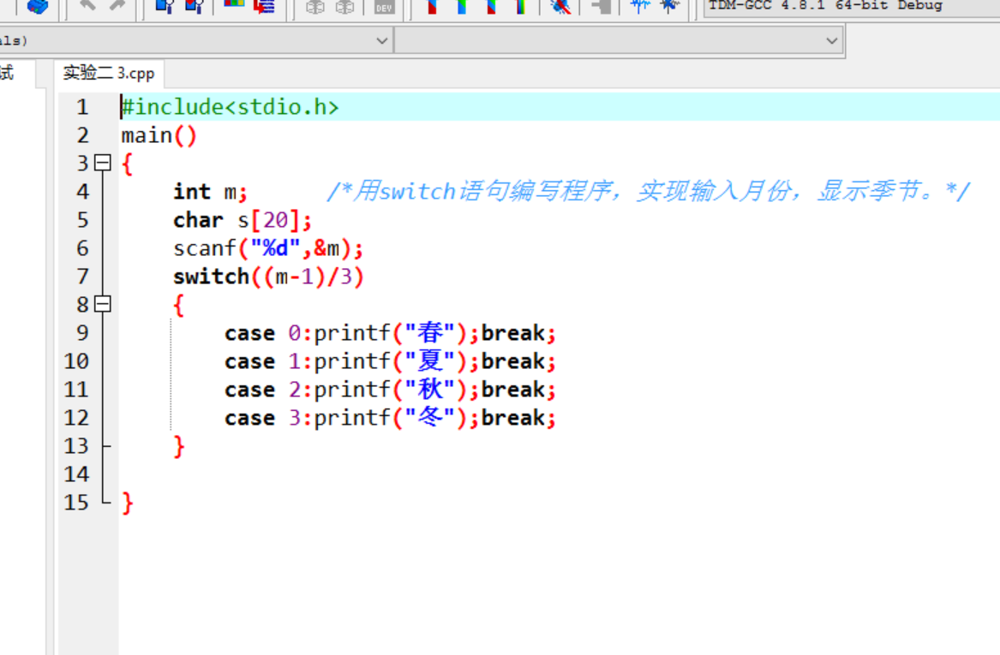 DEV
TDM-GCC 4.8.1 64-bit Debug
als)
试
实验二 3.cpp
1 #include<stdio.h>
2 main()
3 {
4 int m; /*用switch语句编写程序，实现输入月份，显示季节。*/
5 char s[20];
6 scanf("%d",&m);
7 switch((m-1)/3)
8 {
9 case 0:printf("春");break;
10 case 1:printf("夏");break;
11 case 2:printf("秋");break;
12 case 3:printf("冬");break;
13 }
14
15 }